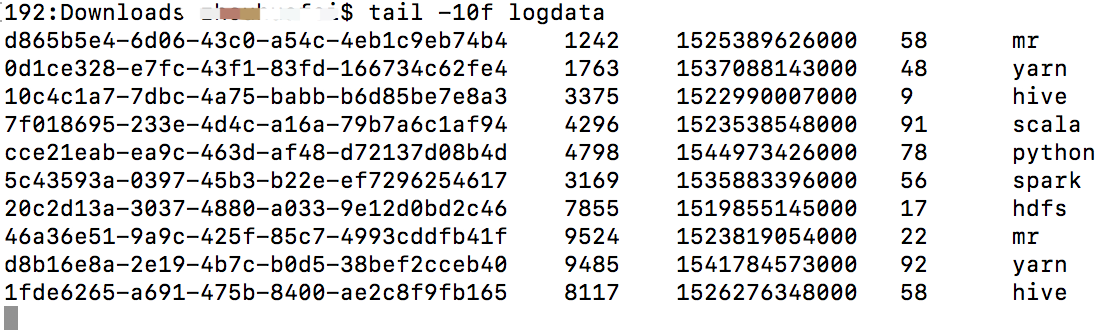 192:Downloads $ tail -10f logdata
d865b5e4-6d06-43c0-a54c-4eb1c9eb74b4 1242 1525389626000 58 mr
0d1ce328-e7fc-43f1-83fd-166734c62fe4 1763 1537088143000 48 yarn
10c4c1a7-7dbc-4a75-babb-b6d85be7e8a3 3375 1522990007000 9 hive
7f018695-233e-4d4c-a16a-79b7a6c1af94 4296 1523538548000 91 scala
cce21eab-ea9c-463d-af48-d72137d08b4d 4798 1544973426000 78 python
5c43593a-0397-45b3-b22e-ef7296254617 3169 1535883396000 56 spark
20c2d13a-3037-4880-a033-9e12d0bd2c46 7855 1519855145000 17 hdfs
46a36e51-9a9c-425f-85c7-4993cddfb41f 9524 1523819054000 22 mr
d8b16e8a-2e19-4b7c-b0d5-38bef2cceb40 9485 1541784573000 92 yarn
1fde6265-a691-475b-8400-ae2c8f9fb165 8117 1526276348000 58 hive